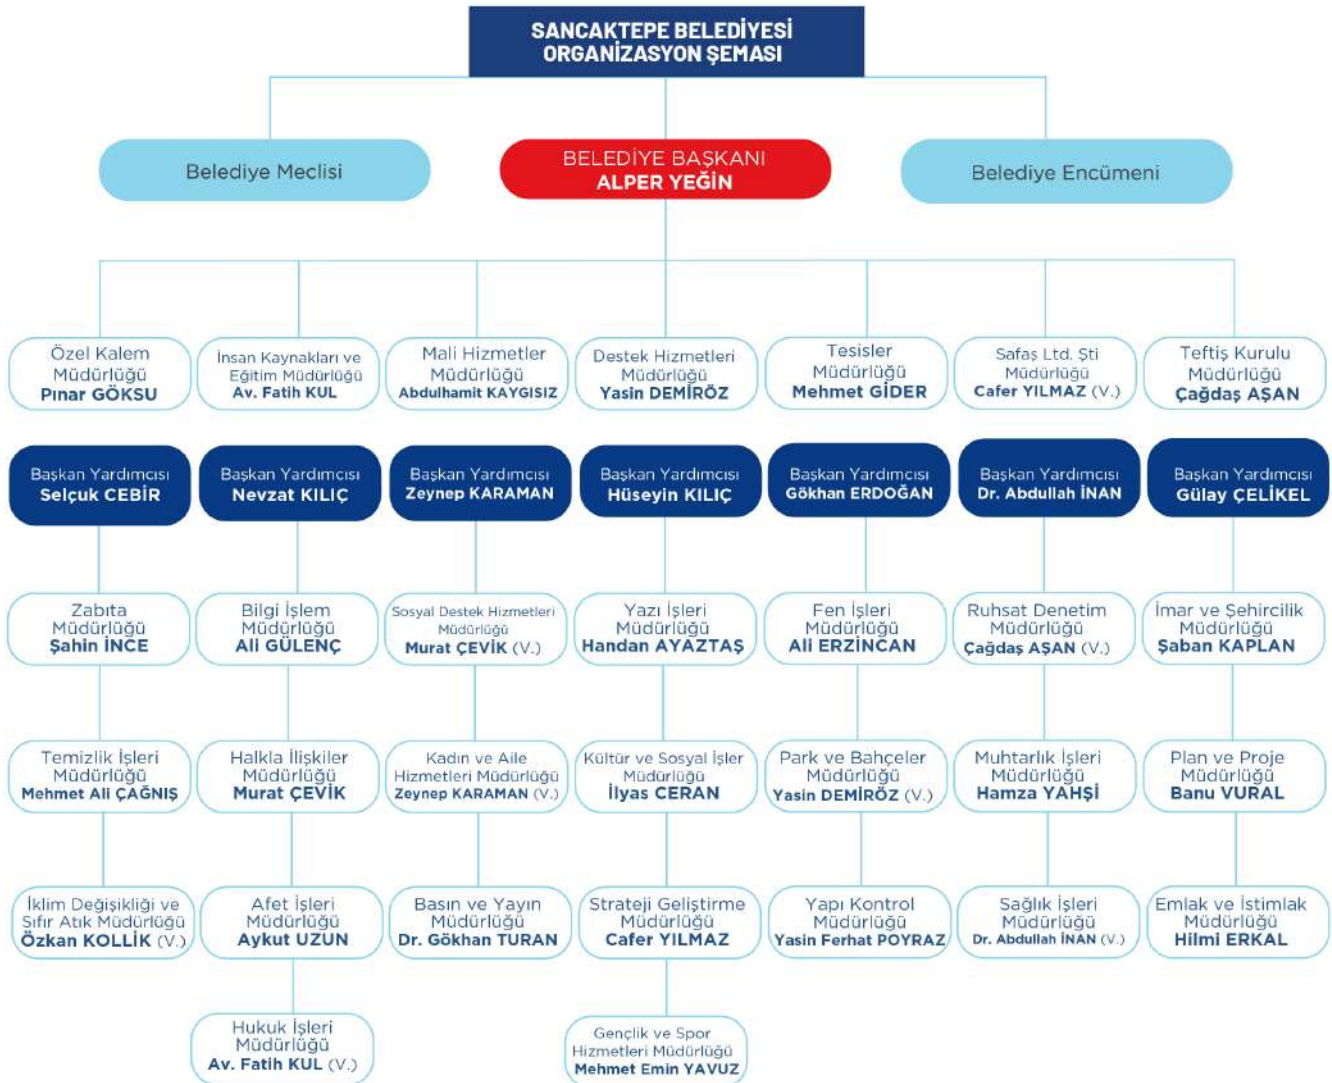 SANCAKTEPE BELEDİYESİ
ORGANİZASYON ŞEMASI
Belediye Meclisi
BELEDİYE BAŞKANI
ALPER YEĞİN
Belediye Encümeni
Özel Kalem
Müdürlüğü
Pınar GÖKSU
İnsan Kaynakları ve
Eğitim Müdürlüğü
Av. Fatih KUL
Mali Hizmetler
Müdürlüğü
Abdulhamit KAYGISIZ
Destek Hizmetleri
Müdürlüğü
Yasin DEMİRÖZ
Tesisler
Müdürlüğü
Mehmet GİDER
Safaş Ltd. Şti
Müdürlüğü
Cafer YILMAZ (V.)
Teftiş Kurulu
Müdürlüğü
Çağdaş AŞAN
Başkan Yardımcısı
Selçuk CEBİR
Başkan Yardımcısı
Nevzat KILIÇ
Başkan Yardımcısı
Zeynep KARAMAN
Başkan Yardımcısı
Hüseyin KILIÇ
Başkan Yardımcısı
Gökhan ERDOĞAN
Başkan Yardımcısı
Dr. Abdullah İNAN
Başkan Yardımcısı
Gülay ÇELİKEL
Zabıta
Müdürlüğü
Şahin İNCE
Bilgi İşlem
Müdürlüğü
Ali GÜLENÇ
Sosyal Destek Hizmetleri
Müdürlüğü
Murat ÇEVİK (V.)
Yazı İşleri
Müdürlüğü
Handan AYAZTAŞ
Fen İşleri
Müdürlüğü
Ali ERZİNCAN
Ruhsat Denetim
Müdürlüğü
Çağdaş AŞAN (V.)
İmar ve Şehircilik
Müdürlüğü
Şaban KAPLAN
Temizlik İşleri
Müdürlüğü
Mehmet Ali ÇAĞNIŞ
Halkla İlişkiler
Müdürlüğü
Murat ÇEVİK
Kadın ve Aile
Hizmetleri Müdürlüğü
Zeynep KARAMAN (V.)
Kültür ve Sosyal İşler
Müdürlüğü
İlyas CERAN
Park ve Bahçeler
Müdürlüğü
Yasin DEMİRÖZ (V.)
Muhtarlık İşleri
Müdürlüğü
Hamza YAHŞİ
Plan ve Proje
Müdürlüğü
Banu VURAL
İklim Değişikliği ve
Sıfır Atık Müdürlüğü
Özkan KOLLİK (V.)
Afet İşleri
Müdürlüğü
Aykut UZUN
Basın ve Yayın
Müdürlüğü
Dr. Gökhan TURAN
Strateji Geliştirme
Müdürlüğü
Cafer YILMAZ
Yapı Kontrol
Müdürlüğü
Yasin Ferhat POYRAZ
Sağlık İşleri
Müdürlüğü
Dr. Abdullah İNAN (V.)
Emlak ve İstimlak
Müdürlüğü
Hilmi ERKAL
Hukuk İşleri
Müdürlüğü
Av. Fatih KUL (V.)
Gençlik ve Spor
Hizmetleri Müdürlüğü
Mehmet Emin YAVUZ